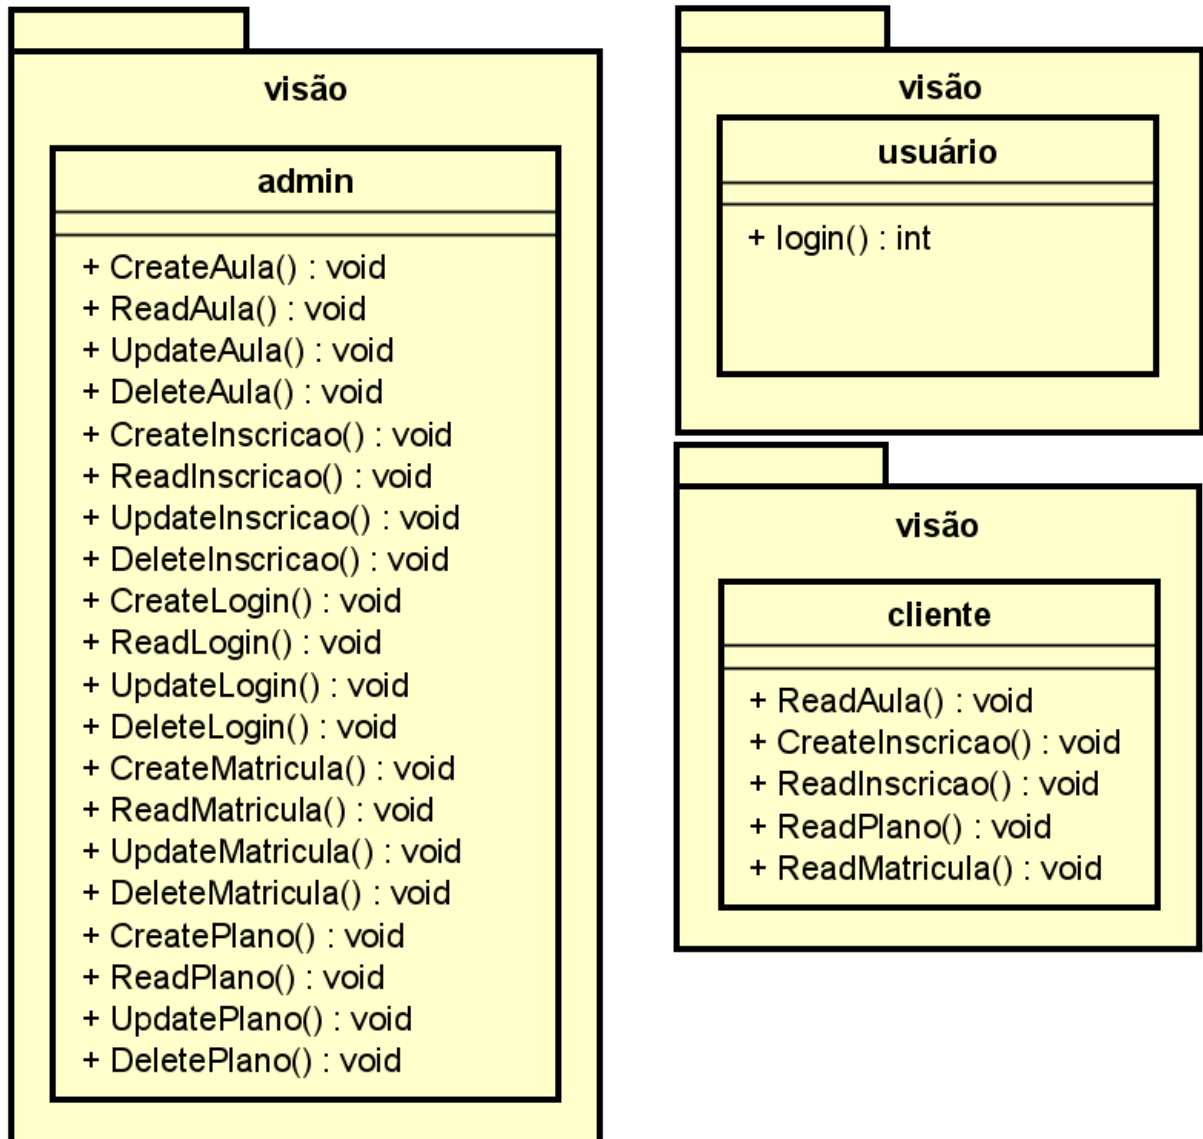 visão
admin
+ CreateAula() : void
+ ReadAula() : void
+ UpdateAula() : void
+ DeleteAula() : void
+ CreateInscricao() : void
+ ReadInscricao() : void
+ UpdateInscricao() : void
+ DeleteInscricao() : void
+ CreateLogin() : void
+ ReadLogin() : void
+ UpdateLogin() : void
+ DeleteLogin() : void
+ CreateMatricula() : void
+ ReadMatricula() : void
+ UpdateMatricula() : void
+ DeleteMatricula() : void
+ CreatePlano() : void
+ ReadPlano() : void
+ UpdatePlano() : void
+ DeletePlano() : void
visão
usuário
+ login() : int
visão
cliente
+ ReadAula() : void
+ CreateInscricao() : void
+ ReadInscricao() : void
+ ReadPlano() : void
+ ReadMatricula() : void